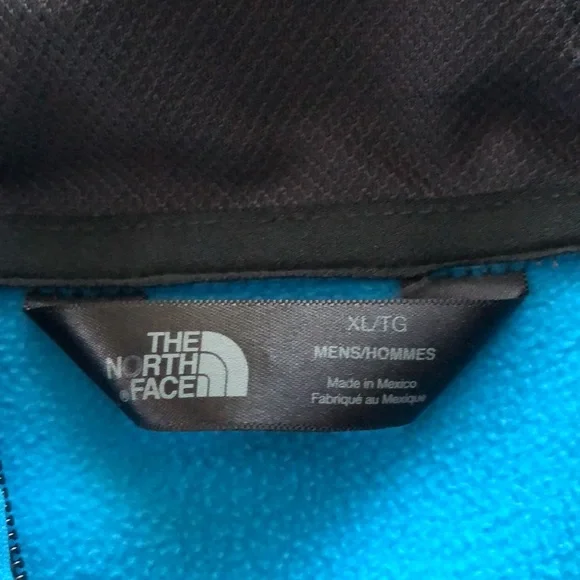 THE
NORTH
FACE
®
XL/TG
MENS/HOMMES
Made in Mexico
Fabriqué au Mexique